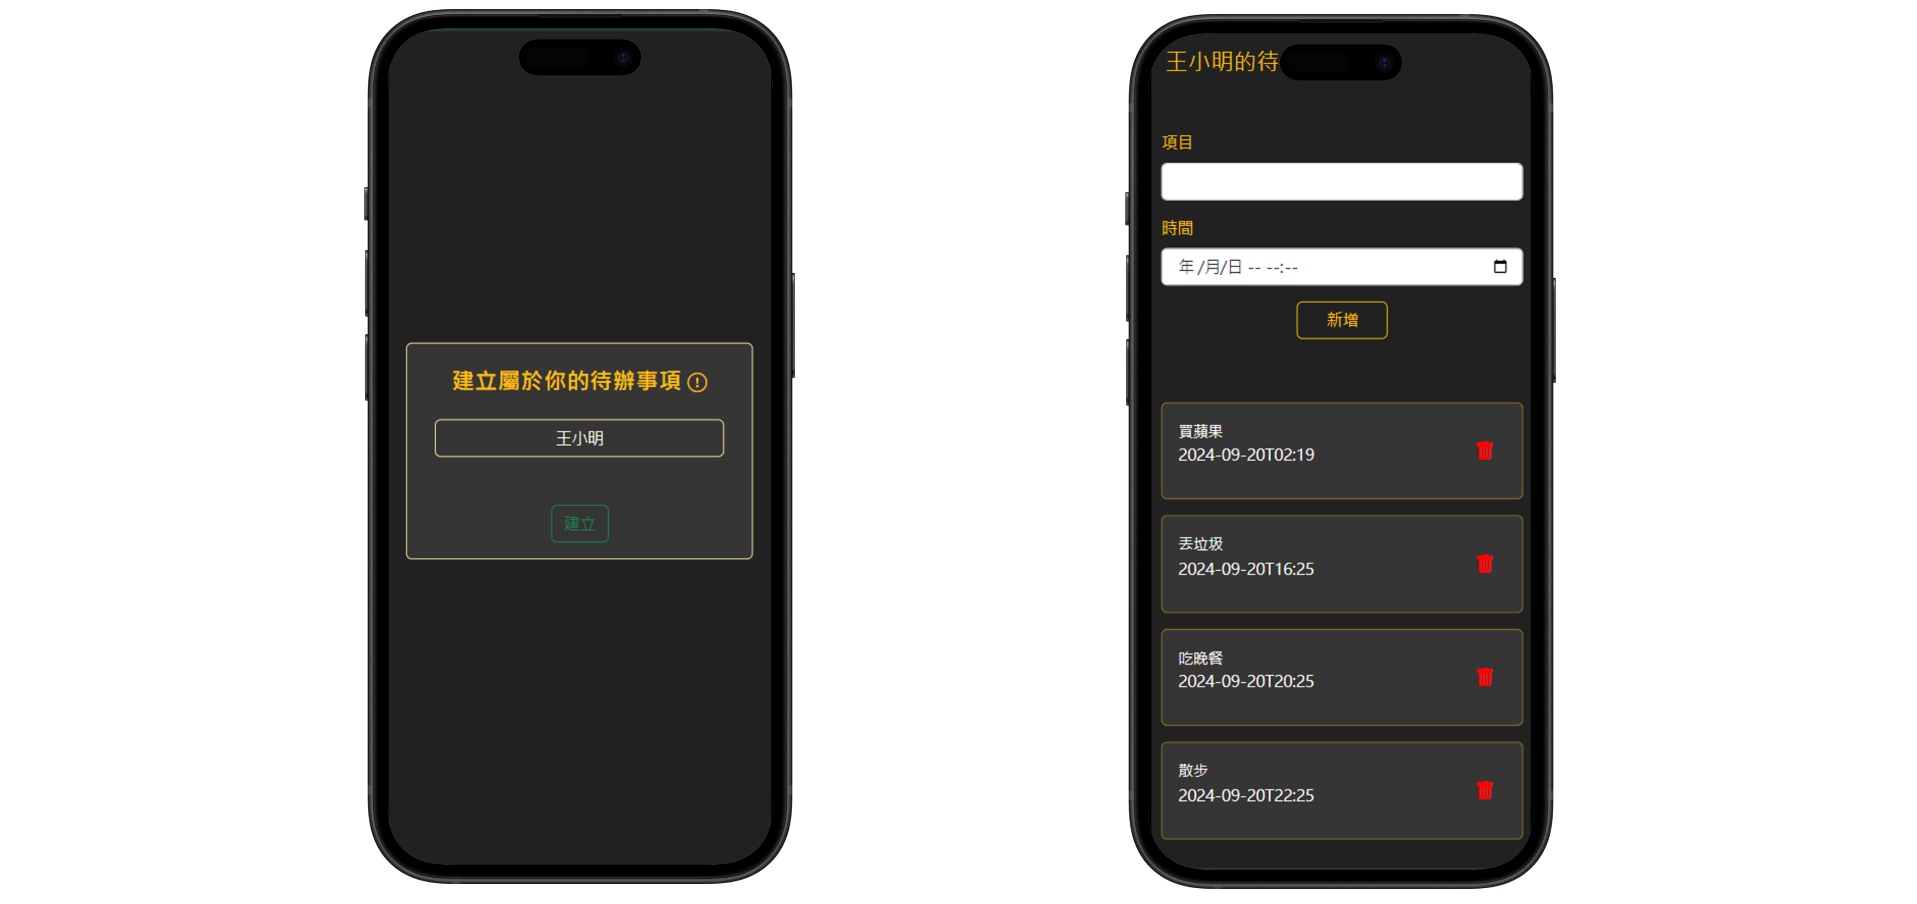 建立屬於你的待辦事項
王小明
建立
王小明的待
項目
時間
年 /月/日 -- --:--
新增
買蘋果
2024-09-20T02:19
丟垃圾
2024-09-20T16:25
吃晚餐
2024-09-20T20:25
散步
2024-09-20T22:25